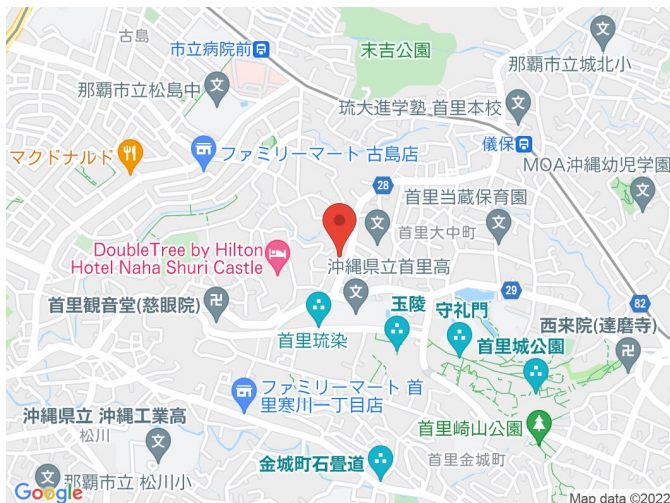 古島
市立病院前
末吉公園
那覇市立城北小
那覇市立松島中
琉大進学塾 首里本校
儀保
マクドナルド
ファミリーマート 古島店
MOA沖縄幼児学園
28
首里当蔵保育園
首里大中町
DoubleTree by Hilton
Hotel Naha Shuri Castle
沖縄県立首里高
29
82
首里観音堂(慈眼院)
玉陵
守礼門
西来院(達磨寺)
首里琉染
首里城公園
ファミリーマート 首
里寒川一丁目店
沖縄県立 沖縄工業高
松川
首里崎山公園
首里金城町
金城町石畳道
那覇市立 松川小
Google
Map data ©2022